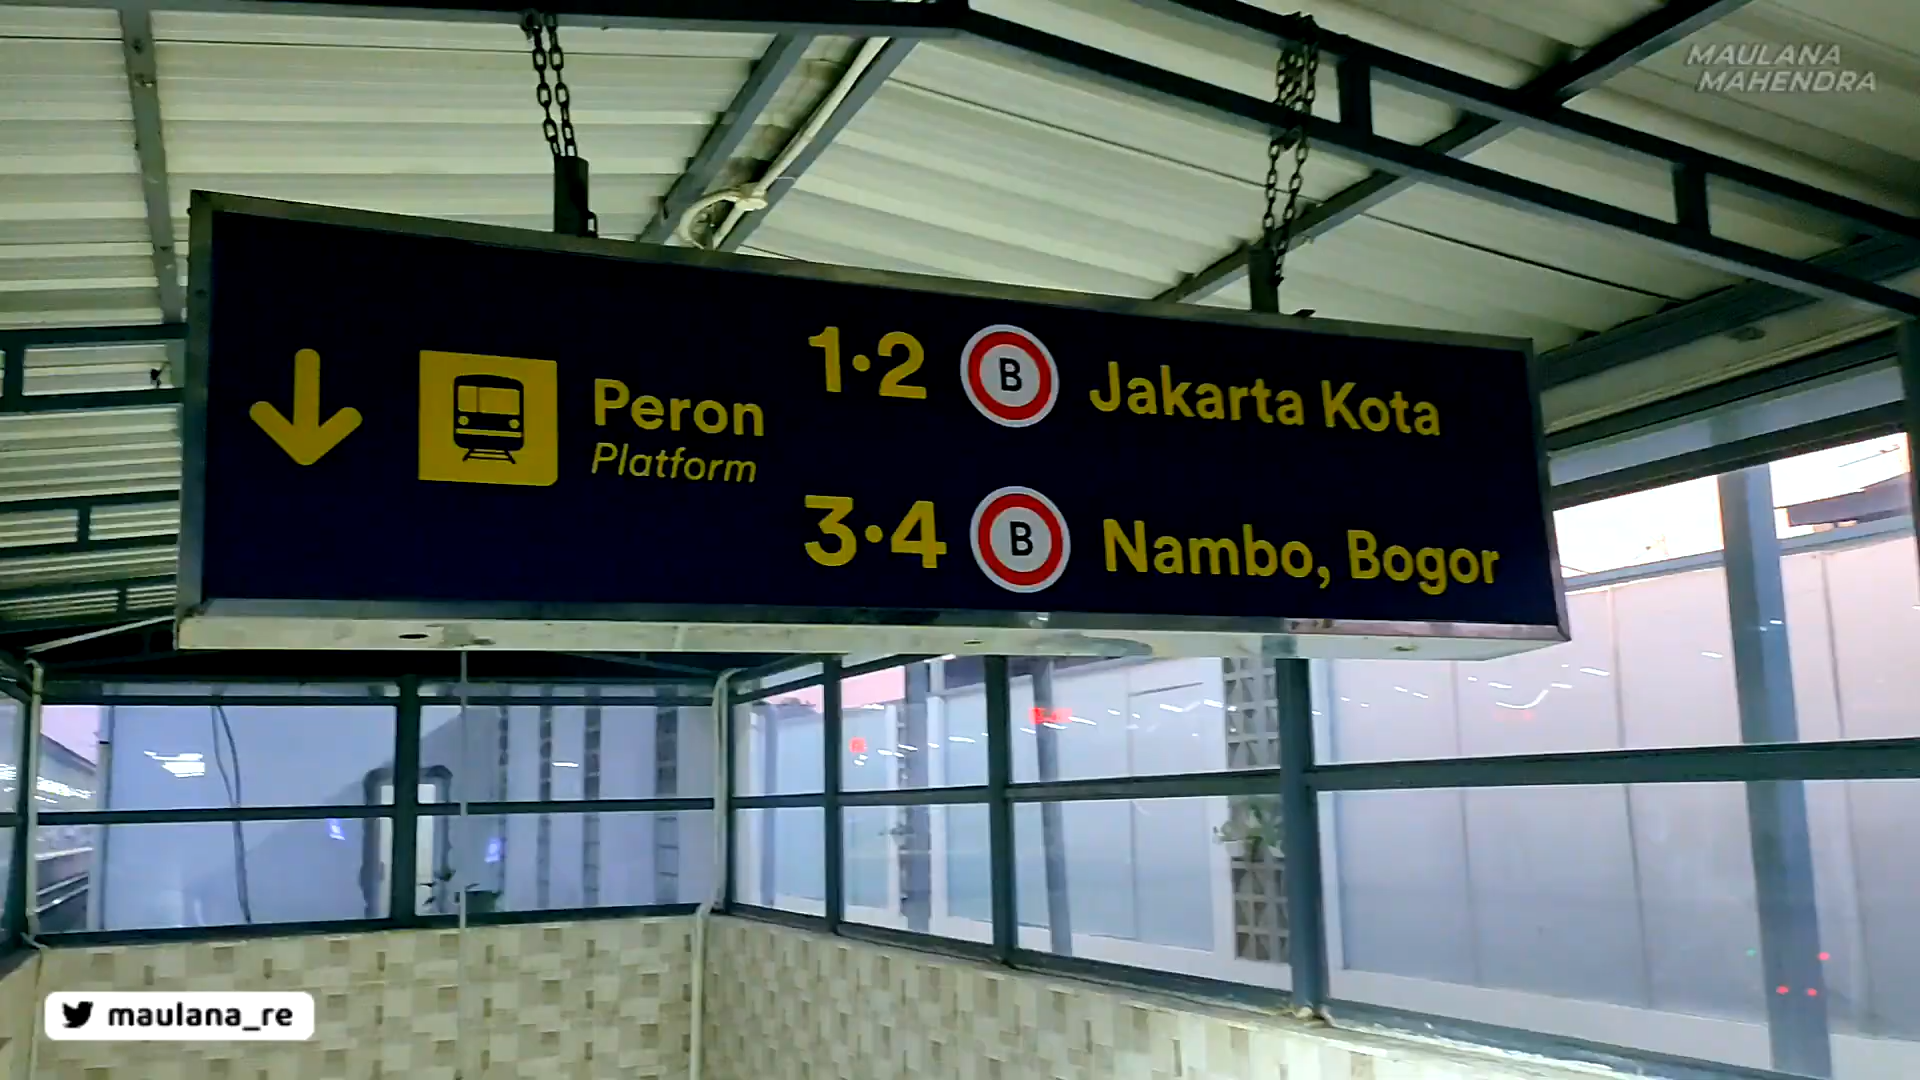 MAULANA
MAHENDRA
Peron
Platform
1·2 B Jakarta Kota
3·4 B Nambo, Bogor
maulana_re